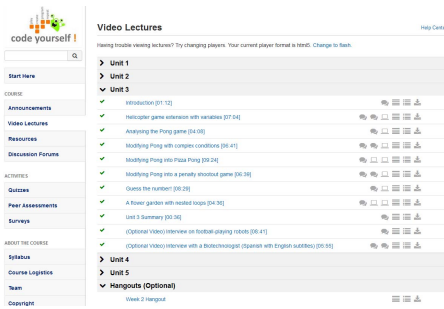 code yourself !
Start Here
COURSE
Announcements
Video Lectures
Resources
Discussion Forums
ACTIVITIES
Quizzes
Peer Assessments
Surveys
ABOUT THE COURSE
Syllabus
Course Logistics
Team
Copyright
Video Lectures
Help Cente
Having trouble viewing lectures? Try changing players. Your current player format is html5. Change to flash.
Unit 1
Unit 2
Unit 3
Introduction [01:12]
Helicopter game extension with variables [07:04]
Analysing the Pong game [04:08]
Modifying Pong with complex conditions [06:41]
Modifying Pong into Pizza Pong [09:24]
Modifying Pong into a penalty shootout game [06:38]
Guess the number! [08:28]
A flower garden with nested loops [04:36]
Unit 3 Summary [00:36]
(Optional Video) Interview on football-playing robots [06:41]
(Optional Video) Interview with a Biotechnologist (Spanish with English subtitles) [05:55]
Unit 4
Unit 5
Hangouts (Optional)
Week 2 Hangout